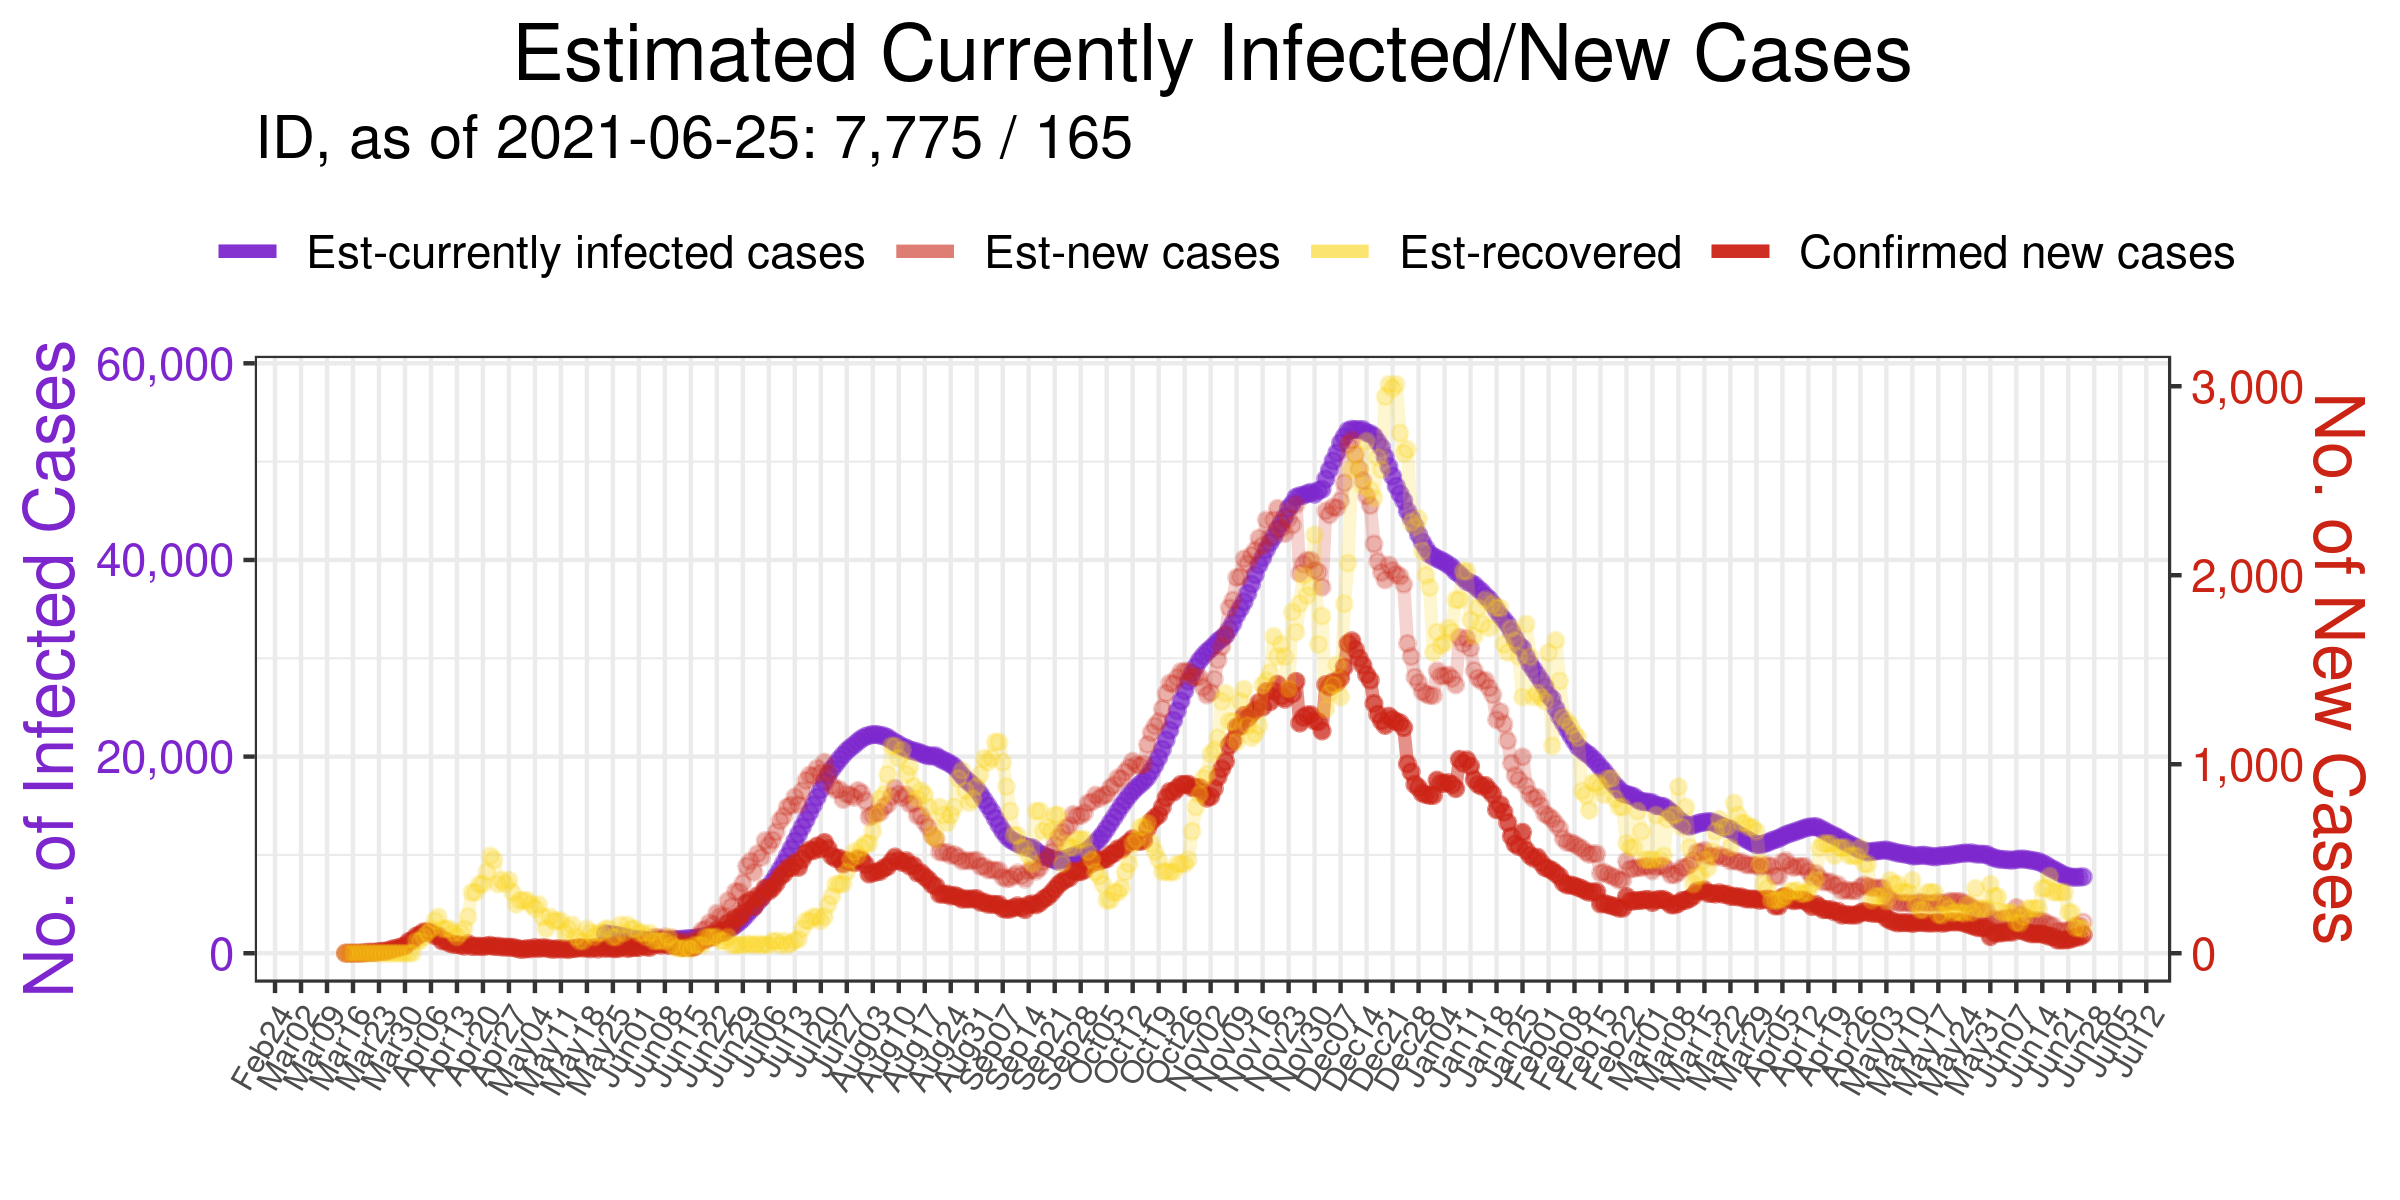 Estimated Currently Infected/New Cases
ID, as of 2021-06-25: 7,775 / 165
Est-currently infected cases
Est-new cases
Est-recovered
Confirmed new cases
No. of Infected Cases
60,000
40,000
20,000
0
3,000
2,000
1,000
0
No. of New Cases
Feb24
Mar02
Mar09
Mar16
Mar23
Mar30
Apr06
Apr13
Apr20
Apr27
May04
May11
May18
May25
Jun01
Jun08
Jun15
Jun22
Jun29
Jul06
Jul13
Jul20
Jul27
Aug03
Aug10
Aug17
Aug24
Aug31
Sep07
Sep14
Sep21
Sep28
Oct05
Oct12
Oct19
Oct26
Nov02
Nov09
Nov16
Nov23
Nov30
Dec07
Dec14
Dec21
Dec28
Jan04
Jan11
Jan18
Jan25
Feb01
Feb08
Feb15
Feb22
Mar01
Mar08
Mar15
Mar22
Mar29
Apr05
Apr12
Apr19
Apr26
May03
May10
May17
May24
May31
Jun07
Jun14
Jun21
Jun28
Jul05
Jul12